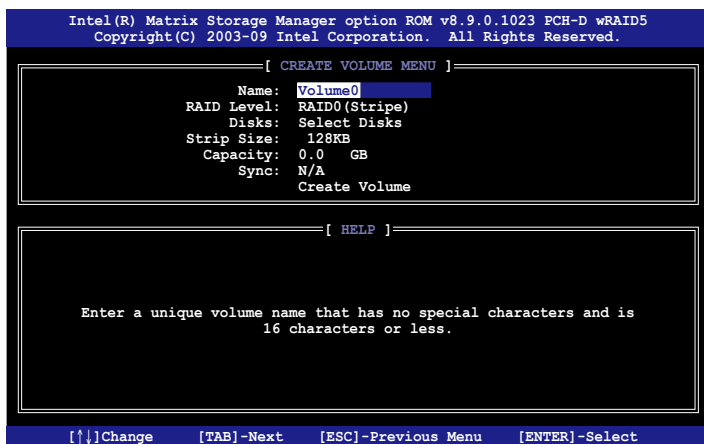 Intel(R) Matrix Storage Manager option ROM v8.9.0.1023 PCH-D wRAID5
Copyright(C) 2003-09 Intel Corporation. All Rights Reserved.
[ CREATE VOLUME MENU ]
Name: Volume0
RAID Level: RAID0(Stripe)
Disks: Select Disks
Strip Size: 128KB
Capacity: 0.0 GB
Sync: N/A
Create Volume
[ HELP ]
Enter a unique volume name that has no special characters and is
16 characters or less.
[↑↓]Change [TAB]-Next [ESC]-Previous Menu [ENTER]-Select